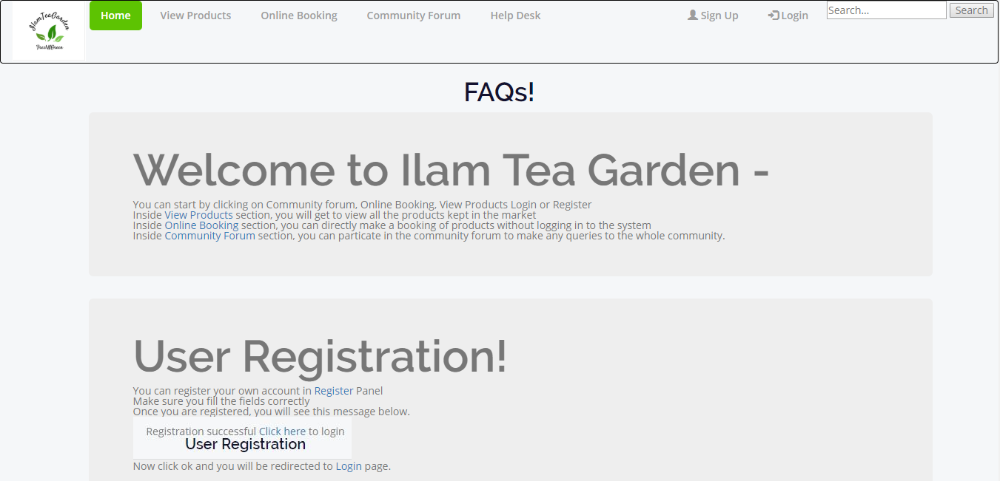 IlamTeaGarden
Home
View Products
Online Booking
Community Forum
Help Desk
Sign Up
Login
Search...
Search
FAQs!
Welcome to Ilam Tea Garden -
You can start by clicking on Community forum, Online Booking, View Products Login or Register
Inside View Products section, you will get to view all the products kept in the market
Inside Online Booking section, you can directly make a booking of products without logging in to the system
Inside Community Forum section, you can particate in the community forum to make any queries to the whole community.
User Registration!
You can register your own account in Register Panel
Make sure you fill the fields correctly
Once you are registered, you will see this message below.
Registration successful Click here to login
User Registration
Now click ok and you will be redirected to Login page.